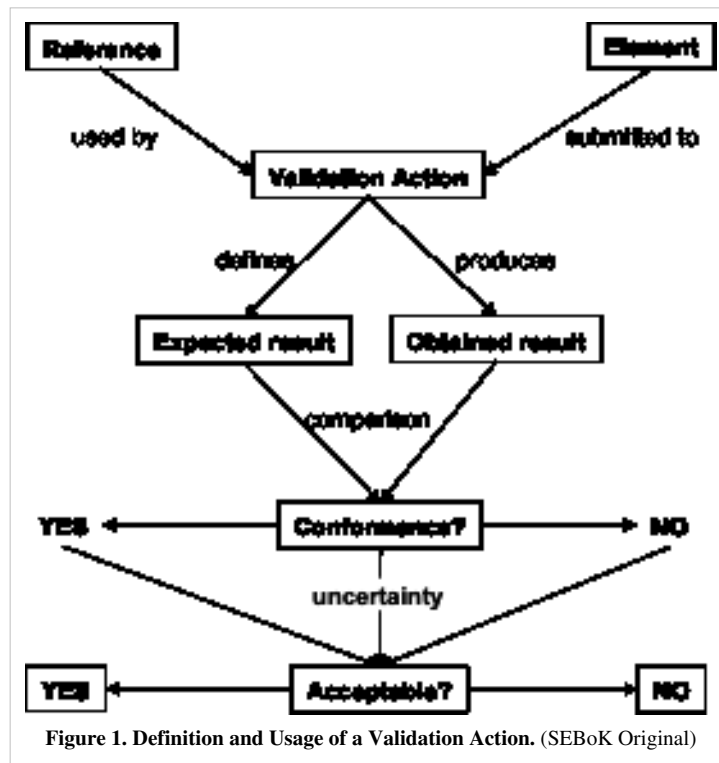 Reference Element
used by submitted to
Validation Action
defines produces
Expected result Obtained result
comparison
YES Conformance? NO
uncertainty
YES Acceptable? NO
Figure 1. Definition and Usage of a Validation Action. (SEBoK Original)